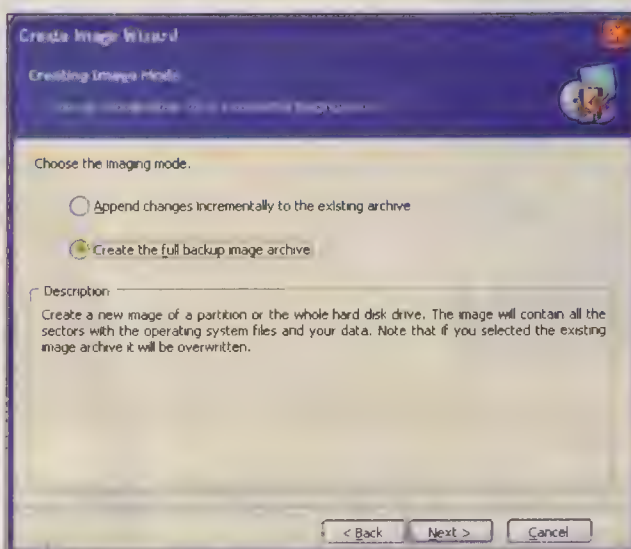 Create Image Wizard
Creating Image Mode
Choose the imaging mode.
Append changes incrementally to the existing archive
Create the full backup image archive
Description
Create a new image of a partition or the whole hard disk drive. The image will contain all the
sectors with the operating system files and your data. Note that if you selected the existing
image archive it will be overwritten.
< Back
Next >
Cancel